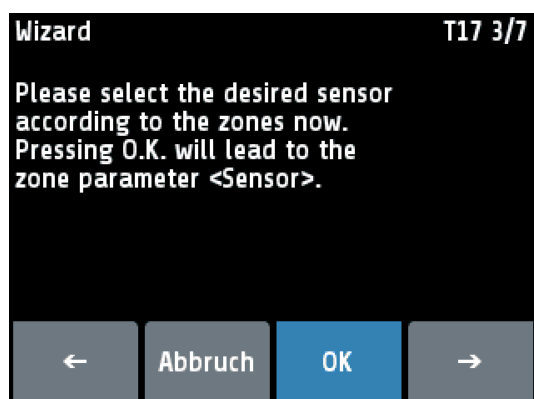 Wizard T17 3/7
Please select the desired sensor
according to the zones now.
Pressing O.K. will lead to the
zone parameter <Sensor>.
← Abbruch OK →